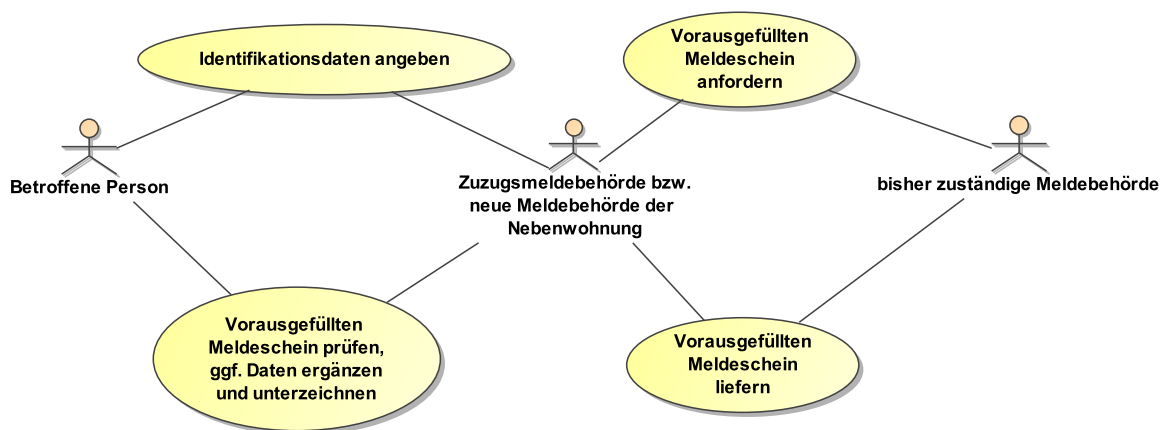 Identifikationsdaten angeben
Vorausgefüllten
Meldeschein
anfordern
Betroffene Person
Zuzugsmeldebehörde bzw.
neue Meldebehörde der
Nebenwohnung
bisher zuständige Meldebehörde
Vorausgefüllten
Meldeschein prüfen,
ggf. Daten ergänzen
und unterzeichnen
Vorausgefüllten
Meldeschein
liefern